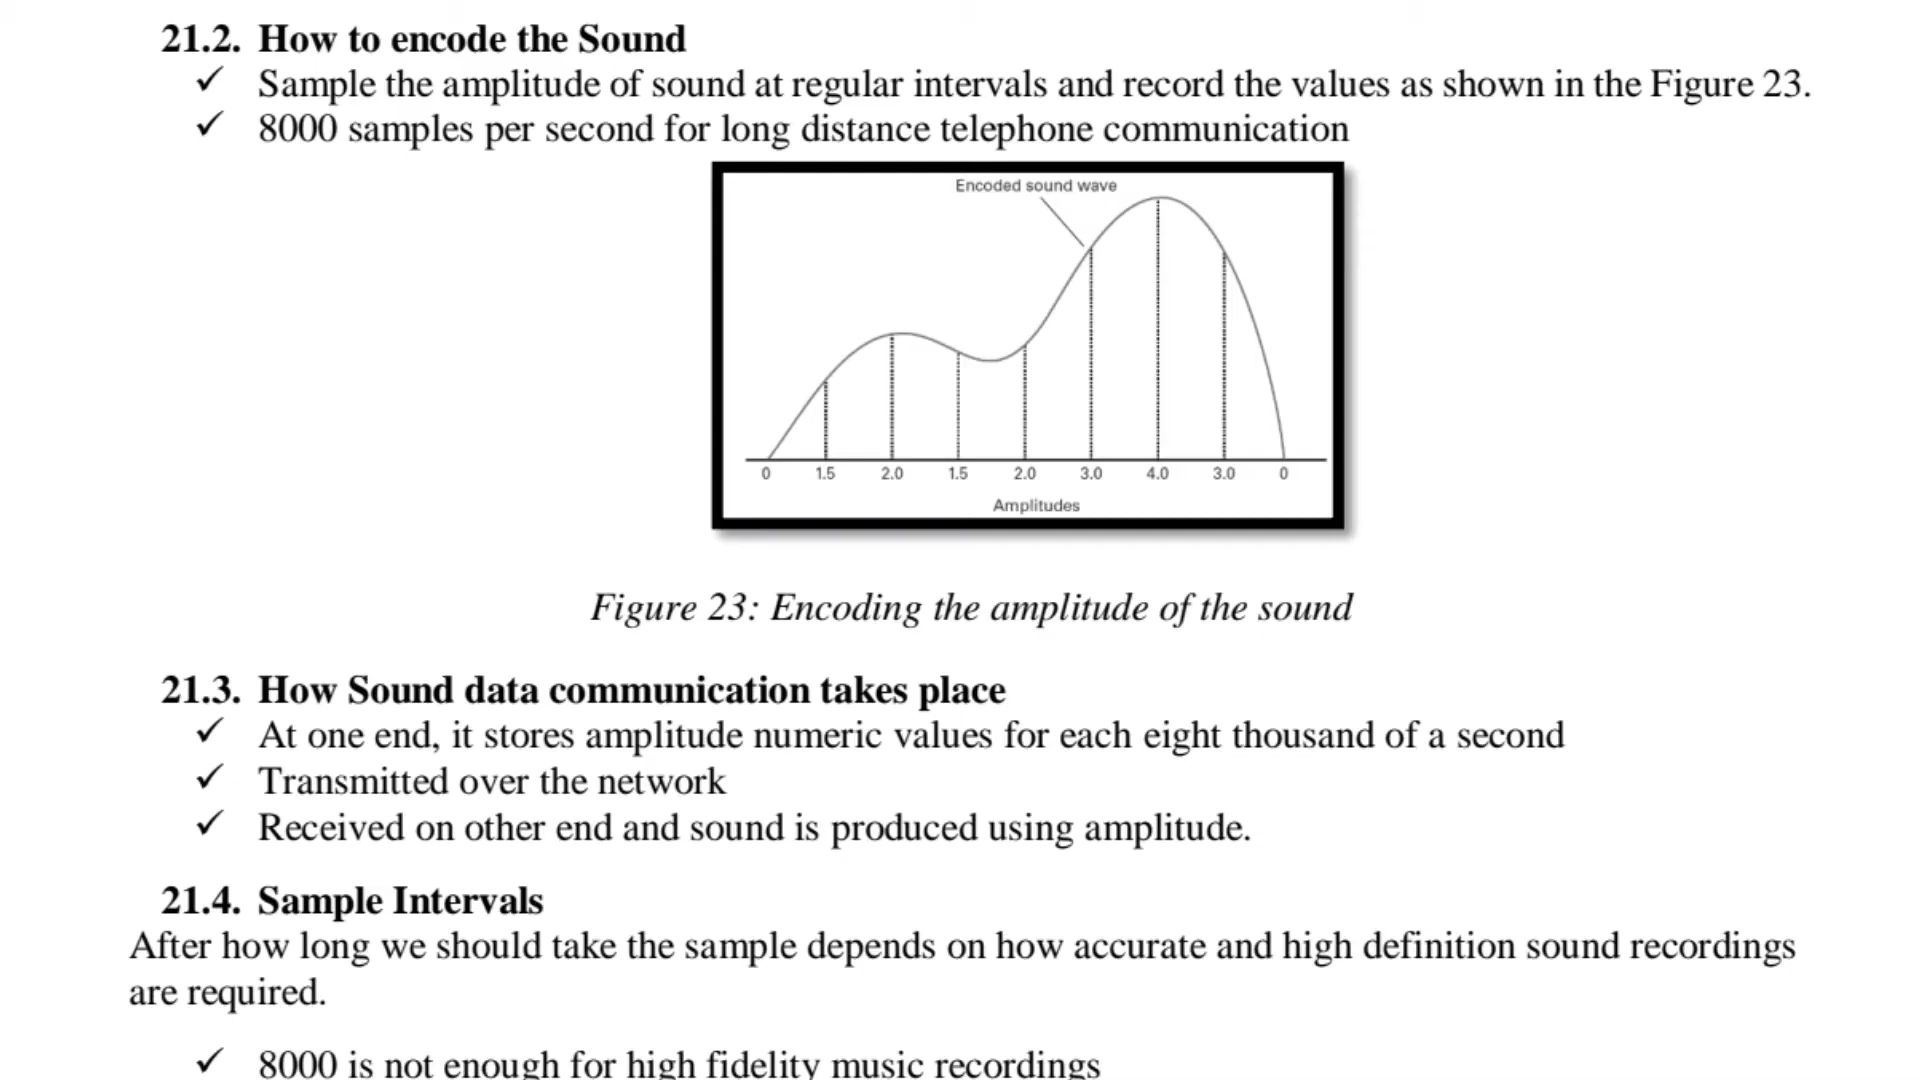 21.2. How to encode the Sound
✓ Sample the amplitude of sound at regular intervals and record the values as shown in the Figure 23.
✓ 8000 samples per second for long distance telephone communication
Encoded sound wave
0 1.5 2.0 1.5 2.0 3.0 4.0 3.0 0
Amplitudes
Figure 23: Encoding the amplitude of the sound
21.3. How Sound data communication takes place
✓ At one end, it stores amplitude numeric values for each eight thousand of a second
✓ Transmitted over the network
✓ Received on other end and sound is produced using amplitude.
21.4. Sample Intervals
After how long we should take the sample depends on how accurate and high definition sound recordings
are required.
✓ 8000 is not enough for high fidelity music recordings